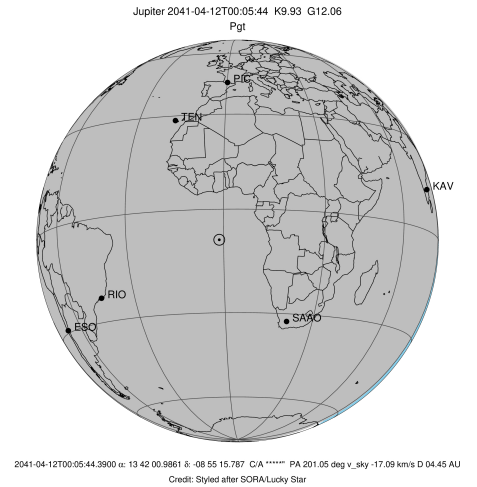 Jupiter 2041-04-12T00:05:44 K9.93 G12.06
Pgt
PIC
TEN
KAV
RIO
ESO
SAAO
2041-04-12T00:05:44.3900 α: 13 42 00.9861 δ: -08 55 15.787 C/A *****" PA 201.05 deg v_sky -17.09 km/s D 04.45 AU
Credit: Styled after SORA/Lucky Star